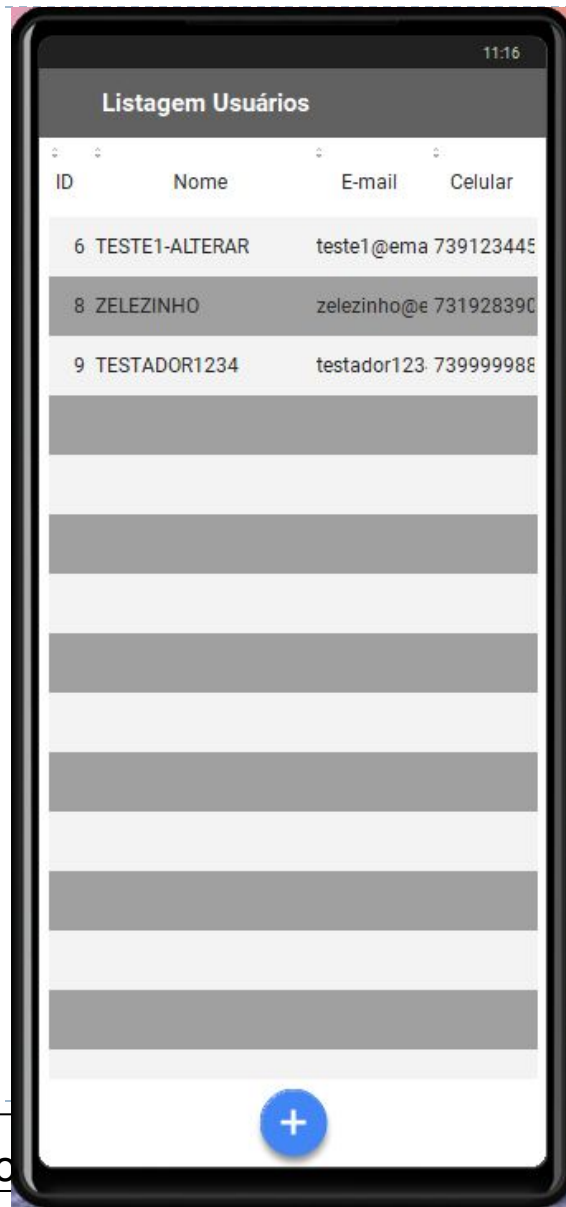 11:16
Listagem Usuários
ID Nome E-mail Celular
6 TESTE1-ALTERAR teste1@ema 739123445
8 ZELEZINHO zelezinho@e 731928390
9 TESTADOR1234 testador123 739999988
+